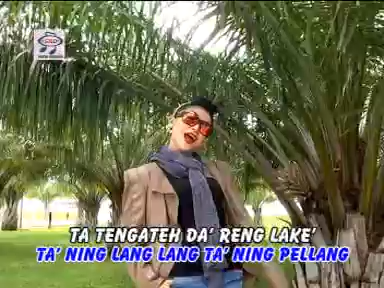 TA TENGATEH DA' RENG LAKE'
TA' NING LANG LANG TA' NING PELLANG